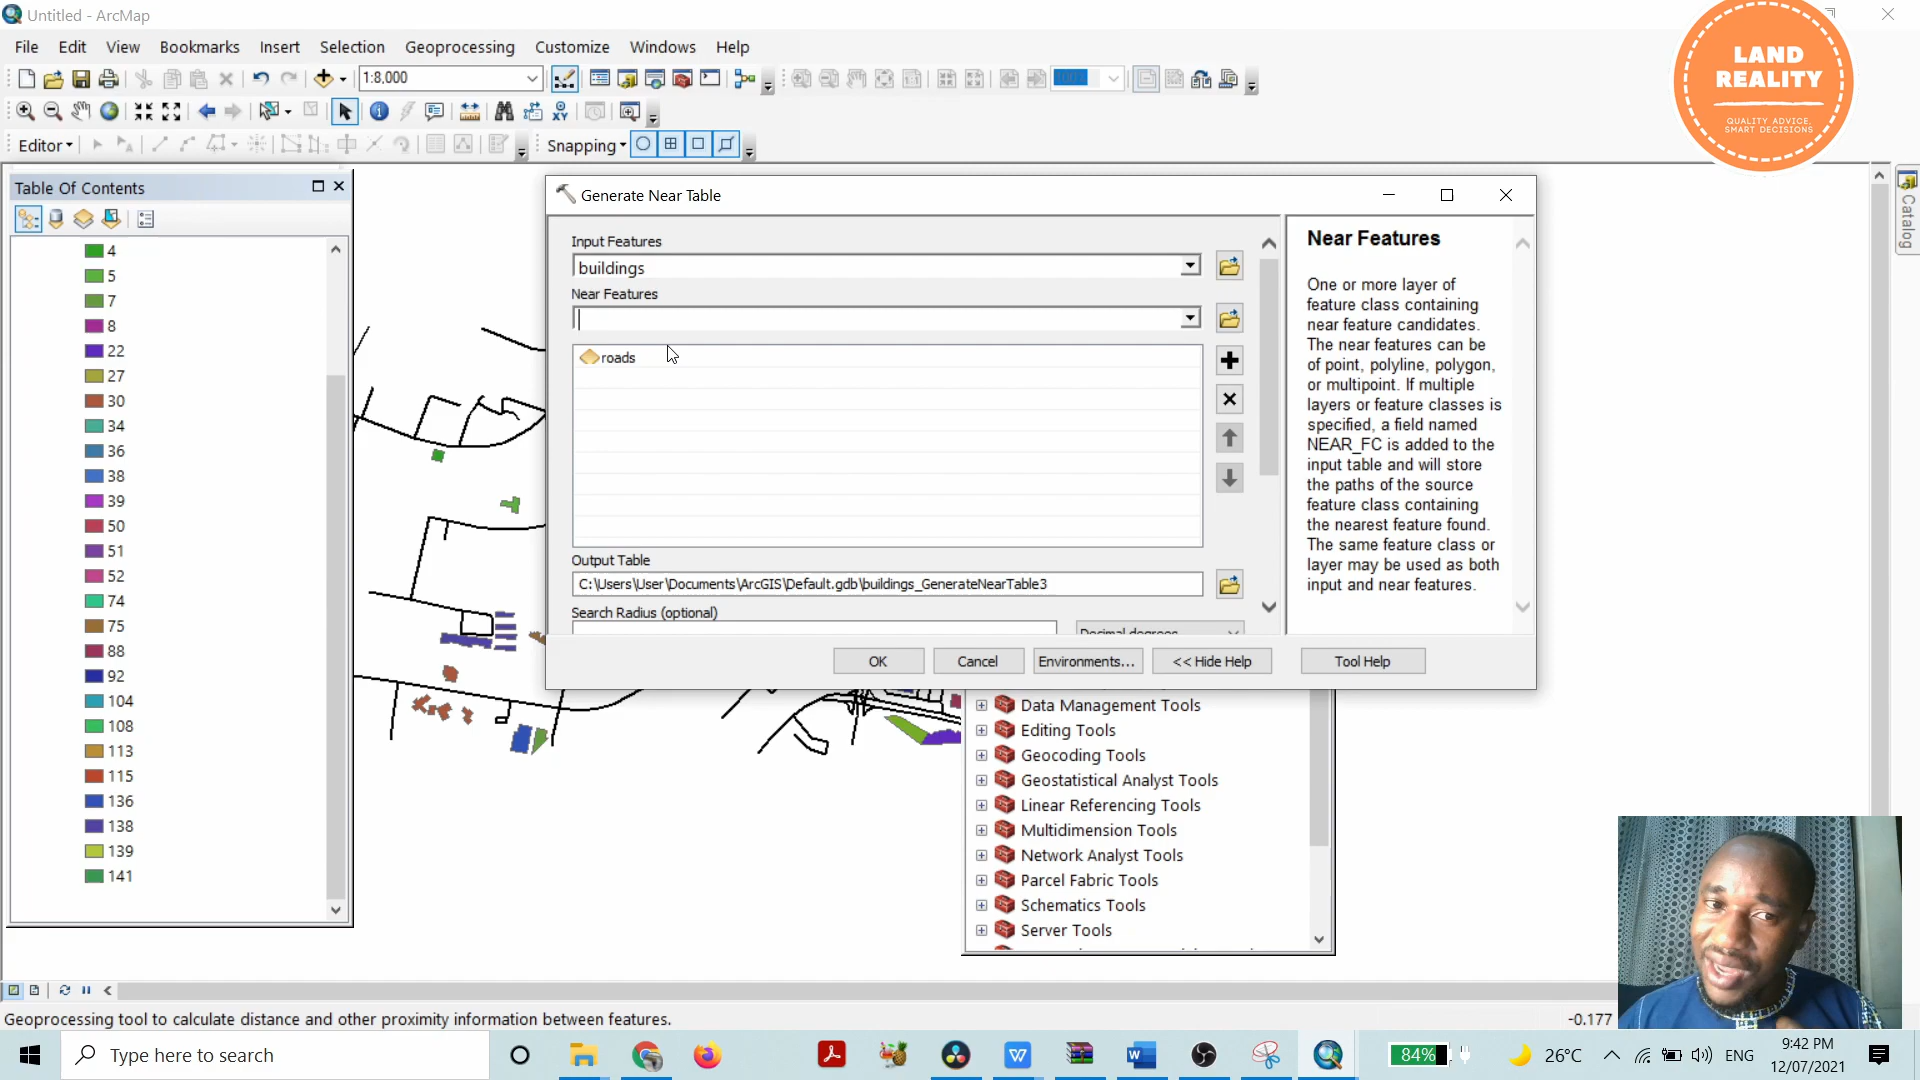 Untitled - ArcMap
File Edit View Bookmarks Insert Selection Geoprocessing Customize Windows Help
1:8,000
100%
Editor
Snapping
LAND
REALITY
QUALITY ADVICE,
SMART DECISIONS
Table Of Contents
4
5
7
8
22
27
30
34
36
38
39
50
51
52
74
75
88
92
104
108
113
115
136
138
139
141
Generate Near Table
Input Features
buildings
Near Features
roads
Output Table
C:\Users\User\Documents\ArcGIS\Default.gdb\buildings_GenerateNearTable3
Search Radius (optional)
Decimal degrees
OK Cancel Environments... << Hide Help Tool Help
Near Features
One or more layer of
feature class containing
near feature candidates.
The near features can be
of point, polyline, polygon,
or multipoint. If multiple
layers or feature classes is
specified, a field named
NEAR_FC is added to the
input table and will store
the paths of the source
feature class containing
the nearest feature found.
The same feature class or
layer may be used as both
input and near features.
Catalog
Data Management Tools
Editing Tools
Geocoding Tools
Geostatistical Analyst Tools
Linear Referencing Tools
Multidimension Tools
Network Analyst Tools
Parcel Fabric Tools
Schematics Tools
Server Tools
Geoprocessing tool to calculate distance and other proximity information between features.
-0.177
Type here to search
84%
26°C
ENG
9:42 PM
12/07/2021